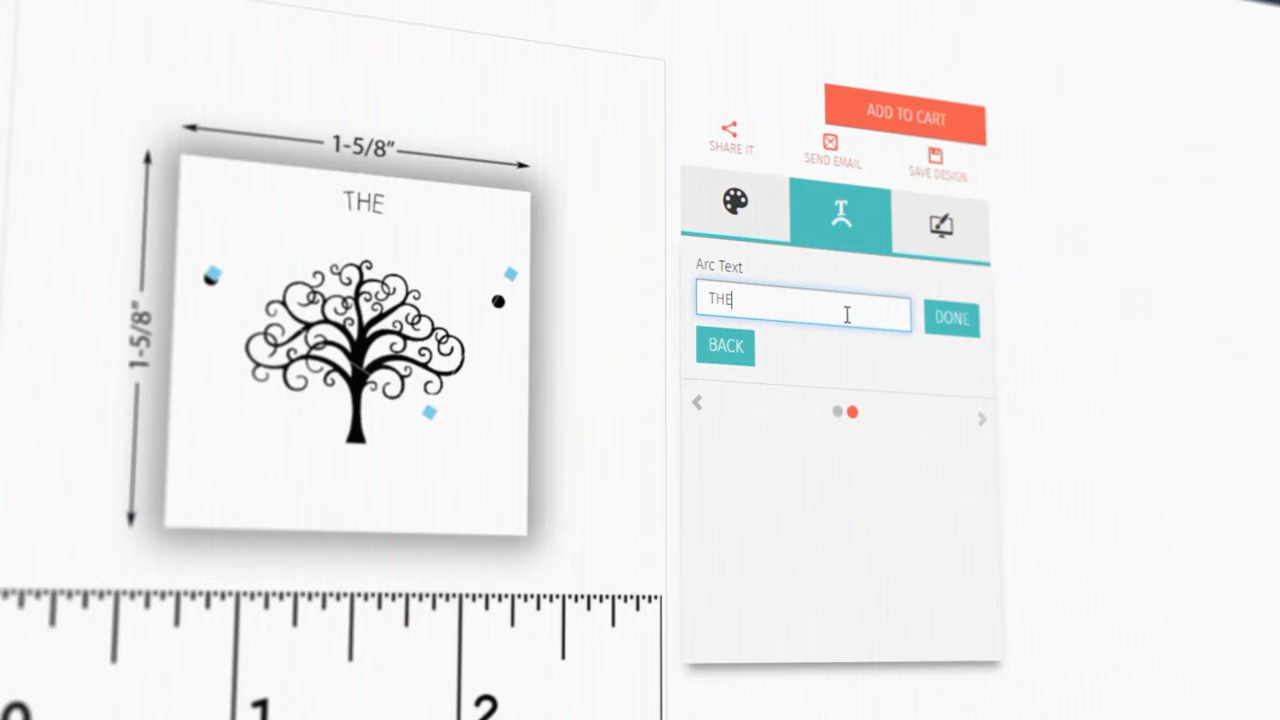 ADD TO CART
SHARE IT
SEND EMAIL
SAVE DESIGN
1-5/8"
1-5/8"
THE
Arc Text
THE
DONE
BACK
0
1
2